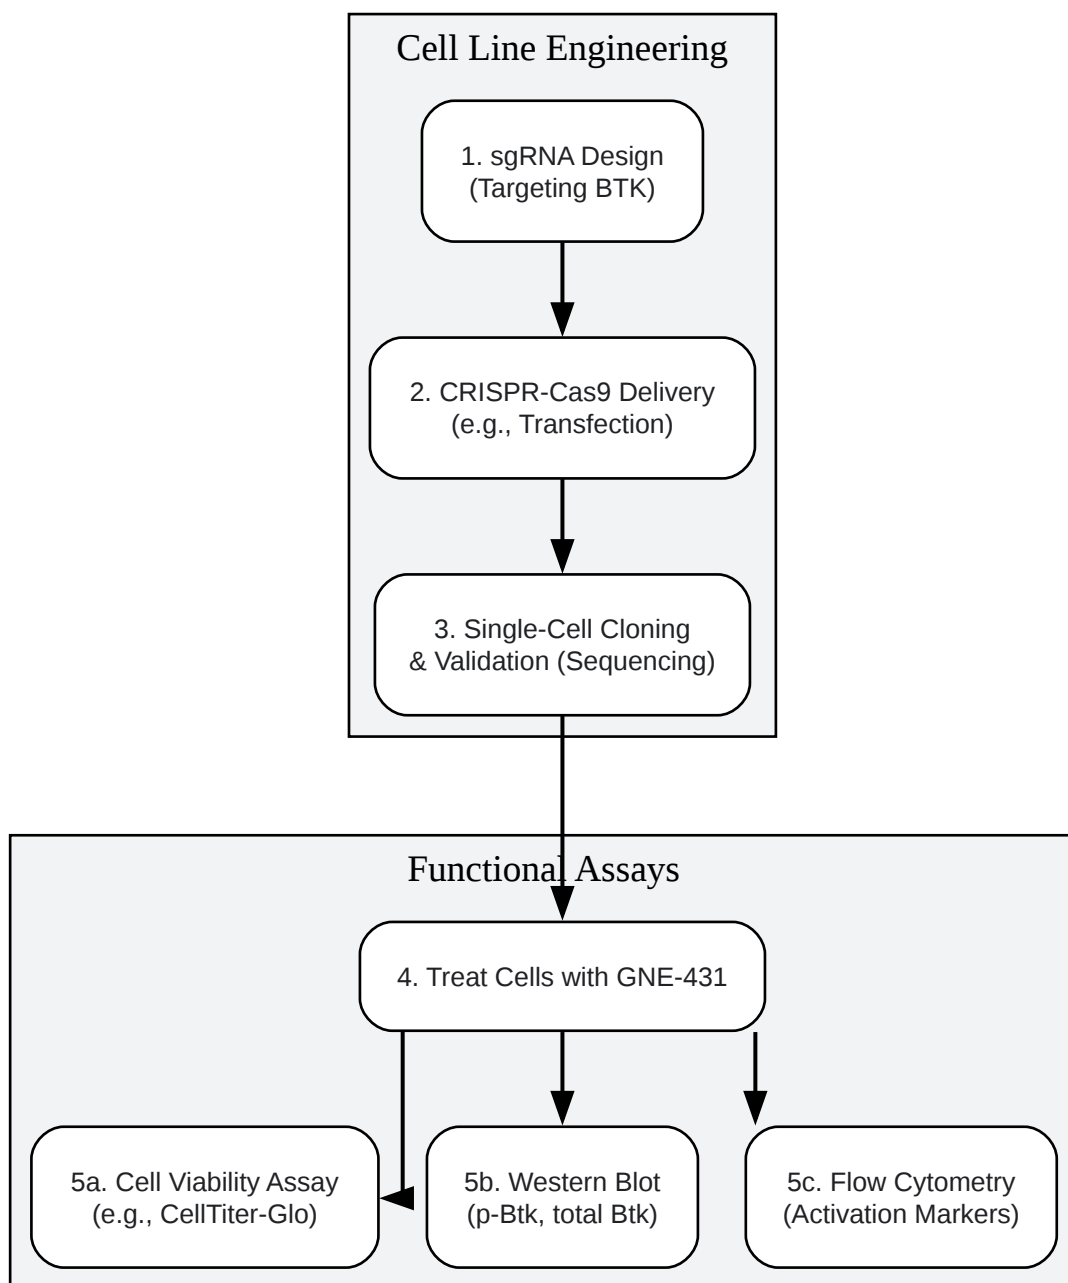 Cell Line Engineering
1. sgRNA Design
(Targeting BTK)
2. CRISPR-Cas9 Delivery
(e.g., Transfection)
3. Single-Cell Cloning
& Validation (Sequencing)
Functional Assays
4. Treat Cells with GNE-431
5a. Cell Viability Assay
(e.g., CellTiter-Glo)
5b. Western Blot
(p-Btk, total Btk)
5c. Flow Cytometry
(Activation Markers)